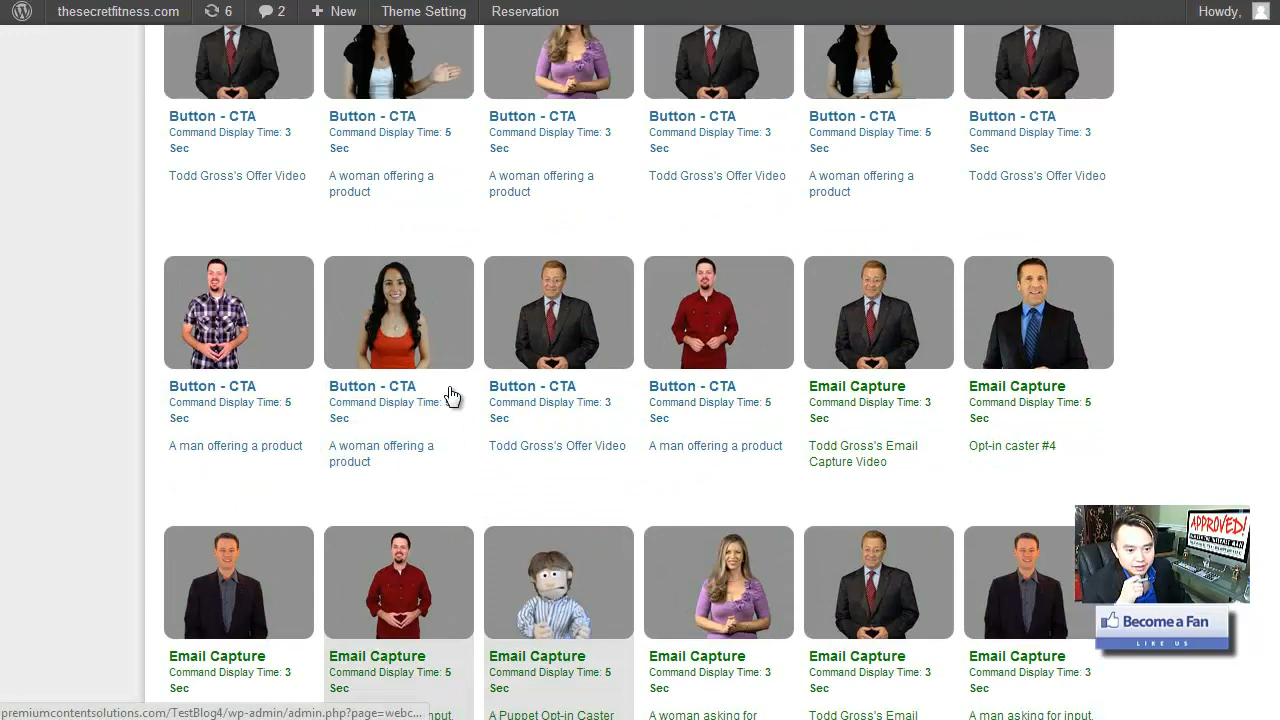 thesecretfitness.com 6 2 New Theme Setting Reservation Howdy,
Button - CTA
Command Display Time: 3
Sec
Todd Gross's Offer Video
Button - CTA
Command Display Time: 5
Sec
A woman offering a
product
Button - CTA
Command Display Time: 3
Sec
A woman offering a
product
Button - CTA
Command Display Time: 3
Sec
Todd Gross's Offer Video
Button - CTA
Command Display Time: 5
Sec
A woman offering a
product
Button - CTA
Command Display Time: 3
Sec
Todd Gross's Offer Video
Button - CTA
Command Display Time: 5
Sec
A man offering a product
Button - CTA
Command Display Time:
Sec
A woman offering a
product
Button - CTA
Command Display Time: 3
Sec
Todd Gross's Offer Video
Button - CTA
Command Display Time: 5
Sec
A man offering a product
Email Capture
Command Display Time: 3
Sec
Todd Gross's Email
Capture Video
Email Capture
Command Display Time: 5
Sec
Opt-in caster #4
Email Capture
Command Display Time: 3
Sec
Email Capture
Command Display Time: 5
Sec
input.
Email Capture
Command Display Time: 5
Sec
A Puppet Opt-in Caster
Email Capture
Command Display Time: 3
Sec
A woman asking for
Email Capture
Command Display Time: 3
Sec
Todd Gross's Email
Email Capture
Command Display Time: 3
Sec
A man asking for input.
APPROVED!
Become a Fan
LIKE US
premiumcontentsolutions.com/TestBlog4/wp-admin/admin.php?page=webc...